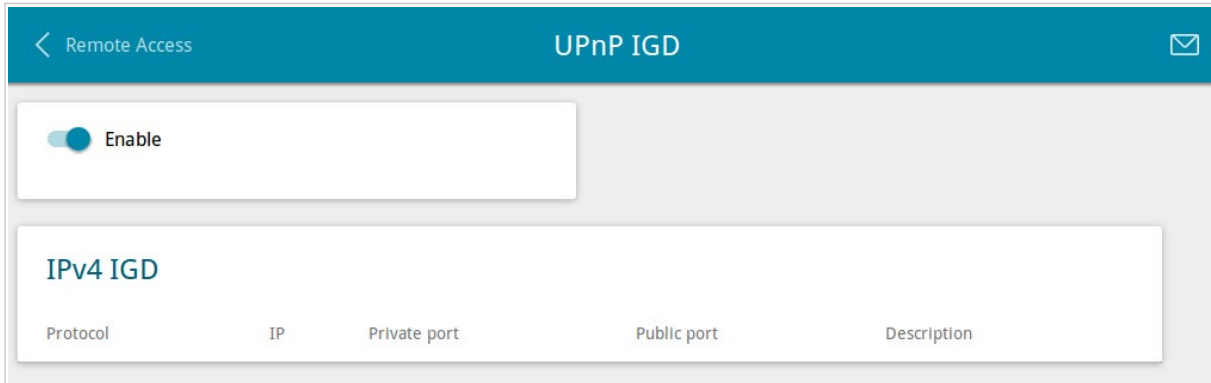 Remote Access UPnP IGD
Enable
IPv4 IGD
Protocol IP Private port Public port Description